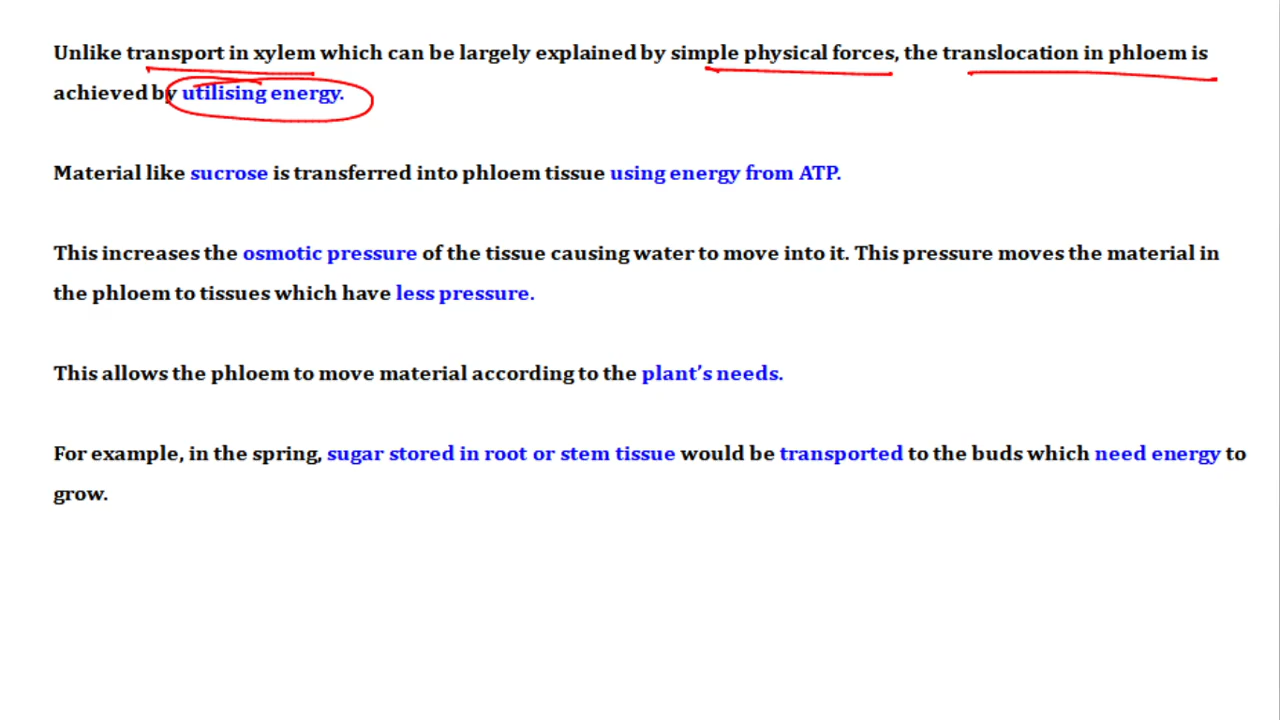 Unlike transport in xylem which can be largely explained by simple physical forces, the translocation in phloem is
achieved by utilising energy.
Material like sucrose is transferred into phloem tissue using energy from ATP.
This increases the osmotic pressure of the tissue causing water to move into it. This pressure moves the material in
the phloem to tissues which have less pressure.
This allows the phloem to move material according to the plant’s needs.
For example, in the spring, sugar stored in root or stem tissue would be transported to the buds which need energy to
grow.